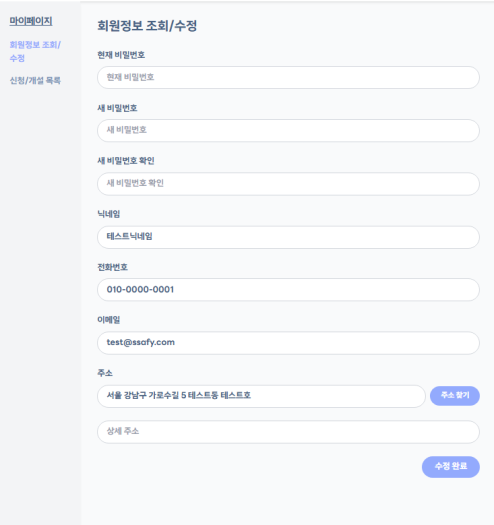 마이페이지
회원정보 조회/
수정
신청/개설 목록
회원정보 조회/수정
현재 비밀번호
현재 비밀번호
새 비밀번호
새 비밀번호
새 비밀번호 확인
새 비밀번호 확인
닉네임
테스트닉네임
전화번호
010-0000-0001
이메일
test@ssafy.com
주소
서울 강남구 가로수길 5 테스트동 테스트호
주소 찾기
상세 주소
수정 완료